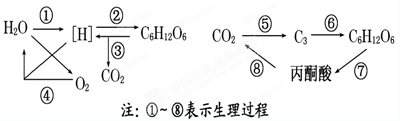 ① ② ⑤ ⑥
H₂O [H] C₆H₁₂O₆ CO₂ C₃ C₆H₁₂O₆
③ ⑧ ⑦
O₂ CO₂ 丙酮酸
④
注：①~⑧表示生理过程